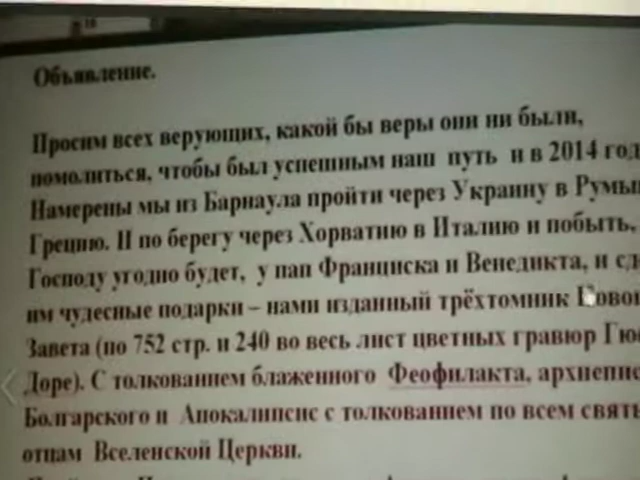 Объявление.
Просим всех верующих, какой бы веры они ни были,
помолиться, чтобы был успешным наш путь и в 2014 год
Намерены мы из Барнаула пройти через Украину в Румы
Грецию. И по берегу через Хорватию в Италию и побыть,
Господу угодно будет, у пап Франциска и Венедикта, и сд
им чудесные подарки – нами изданный трёхтомникНово
Завета (по 752 стр. и 240 во весь лист цветных гравюр Гю
Доре). С толкованием блаженного Феофилакта, архиепис
Болгарского и Апокалипсис с толкованием по всем свят
отцам Вселенской Церкви.